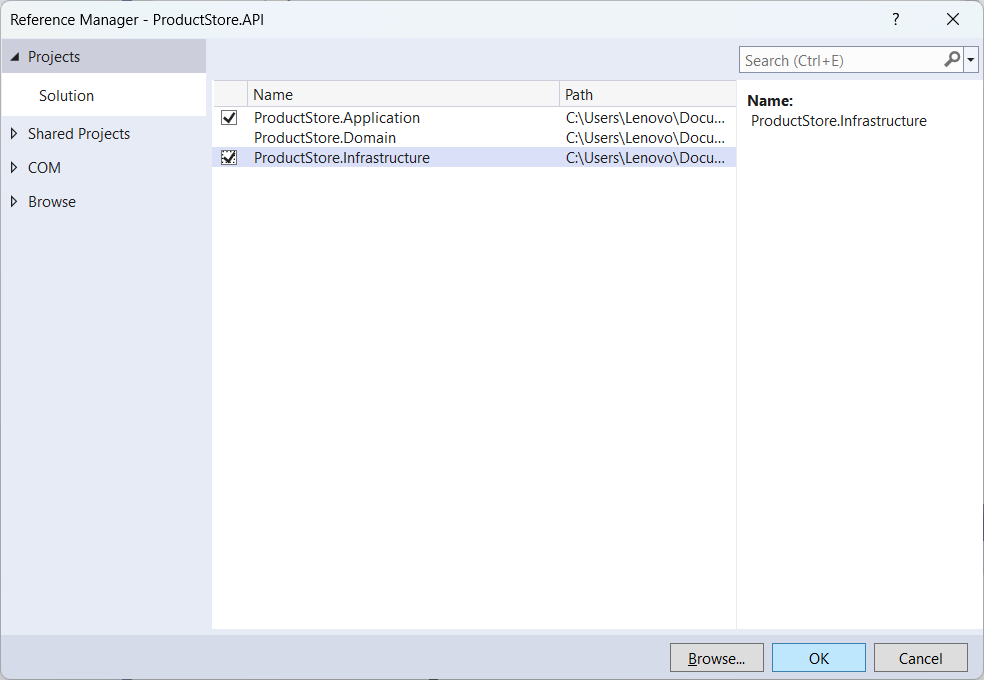 Reference Manager - ProductStore.API
?
Projects
Search (Ctrl+E)
Solution
Name Path
Name:
ProductStore.Application C:\Users\Lenovo\Docu...
ProductStore.Infrastructure
Shared Projects
ProductStore.Domain C:\Users\Lenovo\Docu...
ProductStore.Infrastructure C:\Users\Lenovo\Docu...
COM
Browse
Browse... OK Cancel